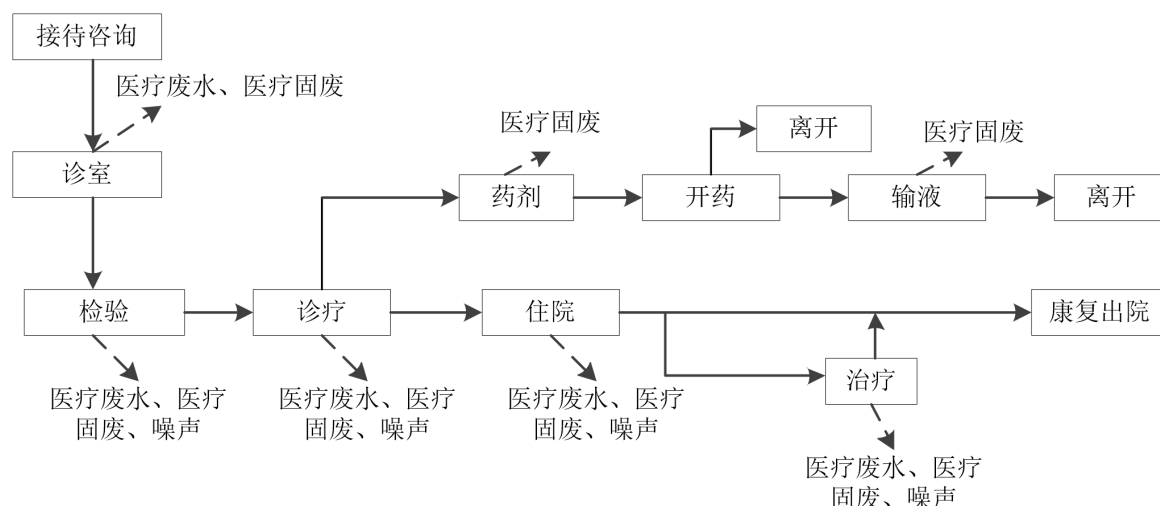 接待咨询
医疗废水、医疗固废
诊室
医疗固废
离开
医疗固废
药剂
开药
输液
离开
检验
诊疗
住院
康复出院
治疗
医疗废水、医疗
固废、噪声
医疗废水、医疗
固废、噪声
医疗废水、医疗
固废、噪声
医疗废水、医疗
固废、噪声